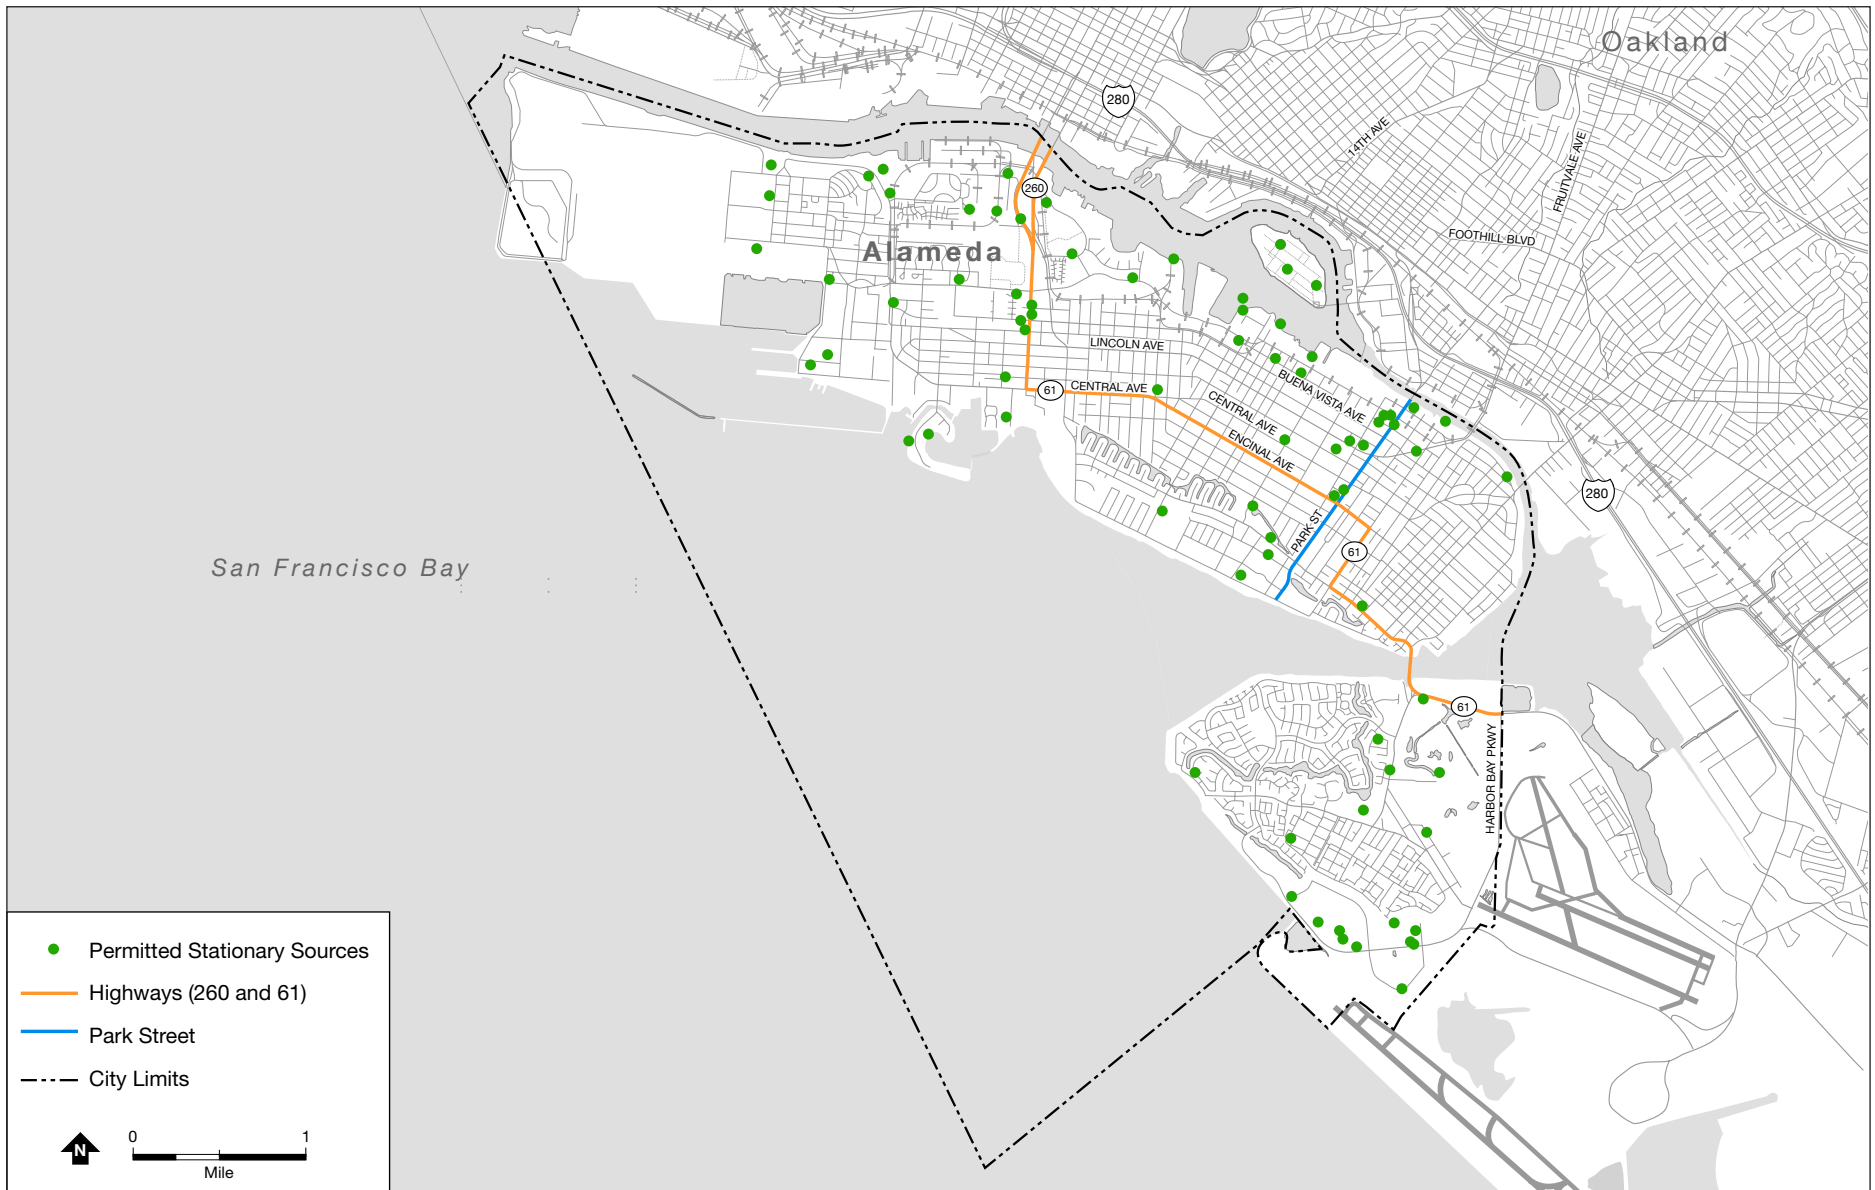 Oakland
280
14TH AVE
FRUITVALE AVE
260
FOOTHILL BLVD
Alameda
LINCOLN AVE
61
CENTRAL AVE
BUENA VISTA AVE
CENTRAL AVE
ENCINAL AVE
280
PARK ST
61
San Francisco Bay
61
HARBOR BAY PKWY
Permitted Stationary Sources
Highways (260 and 61)
Park Street
City Limits
N
0 1
Mile